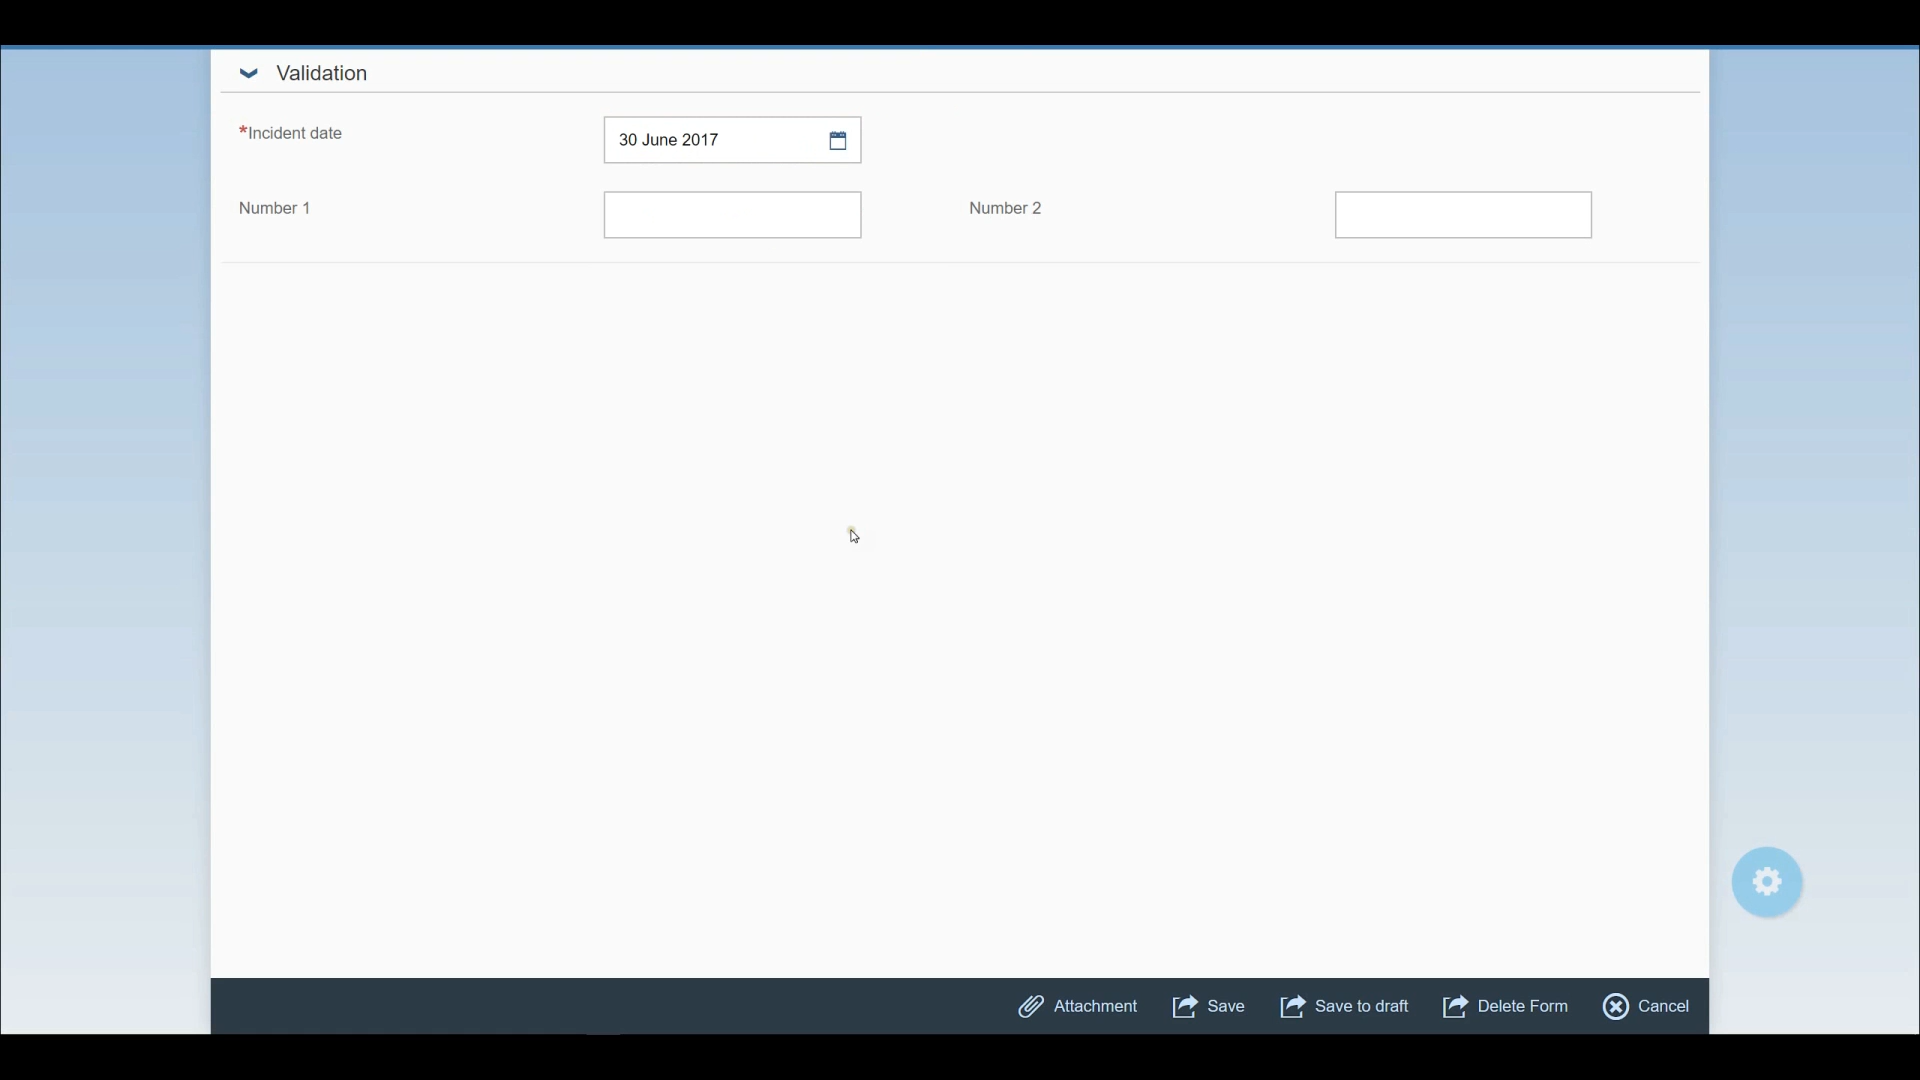 Validation
*Incident date
30 June 2017
Number 1
Number 2
Attachment
Save
Save to draft
Delete Form
Cancel